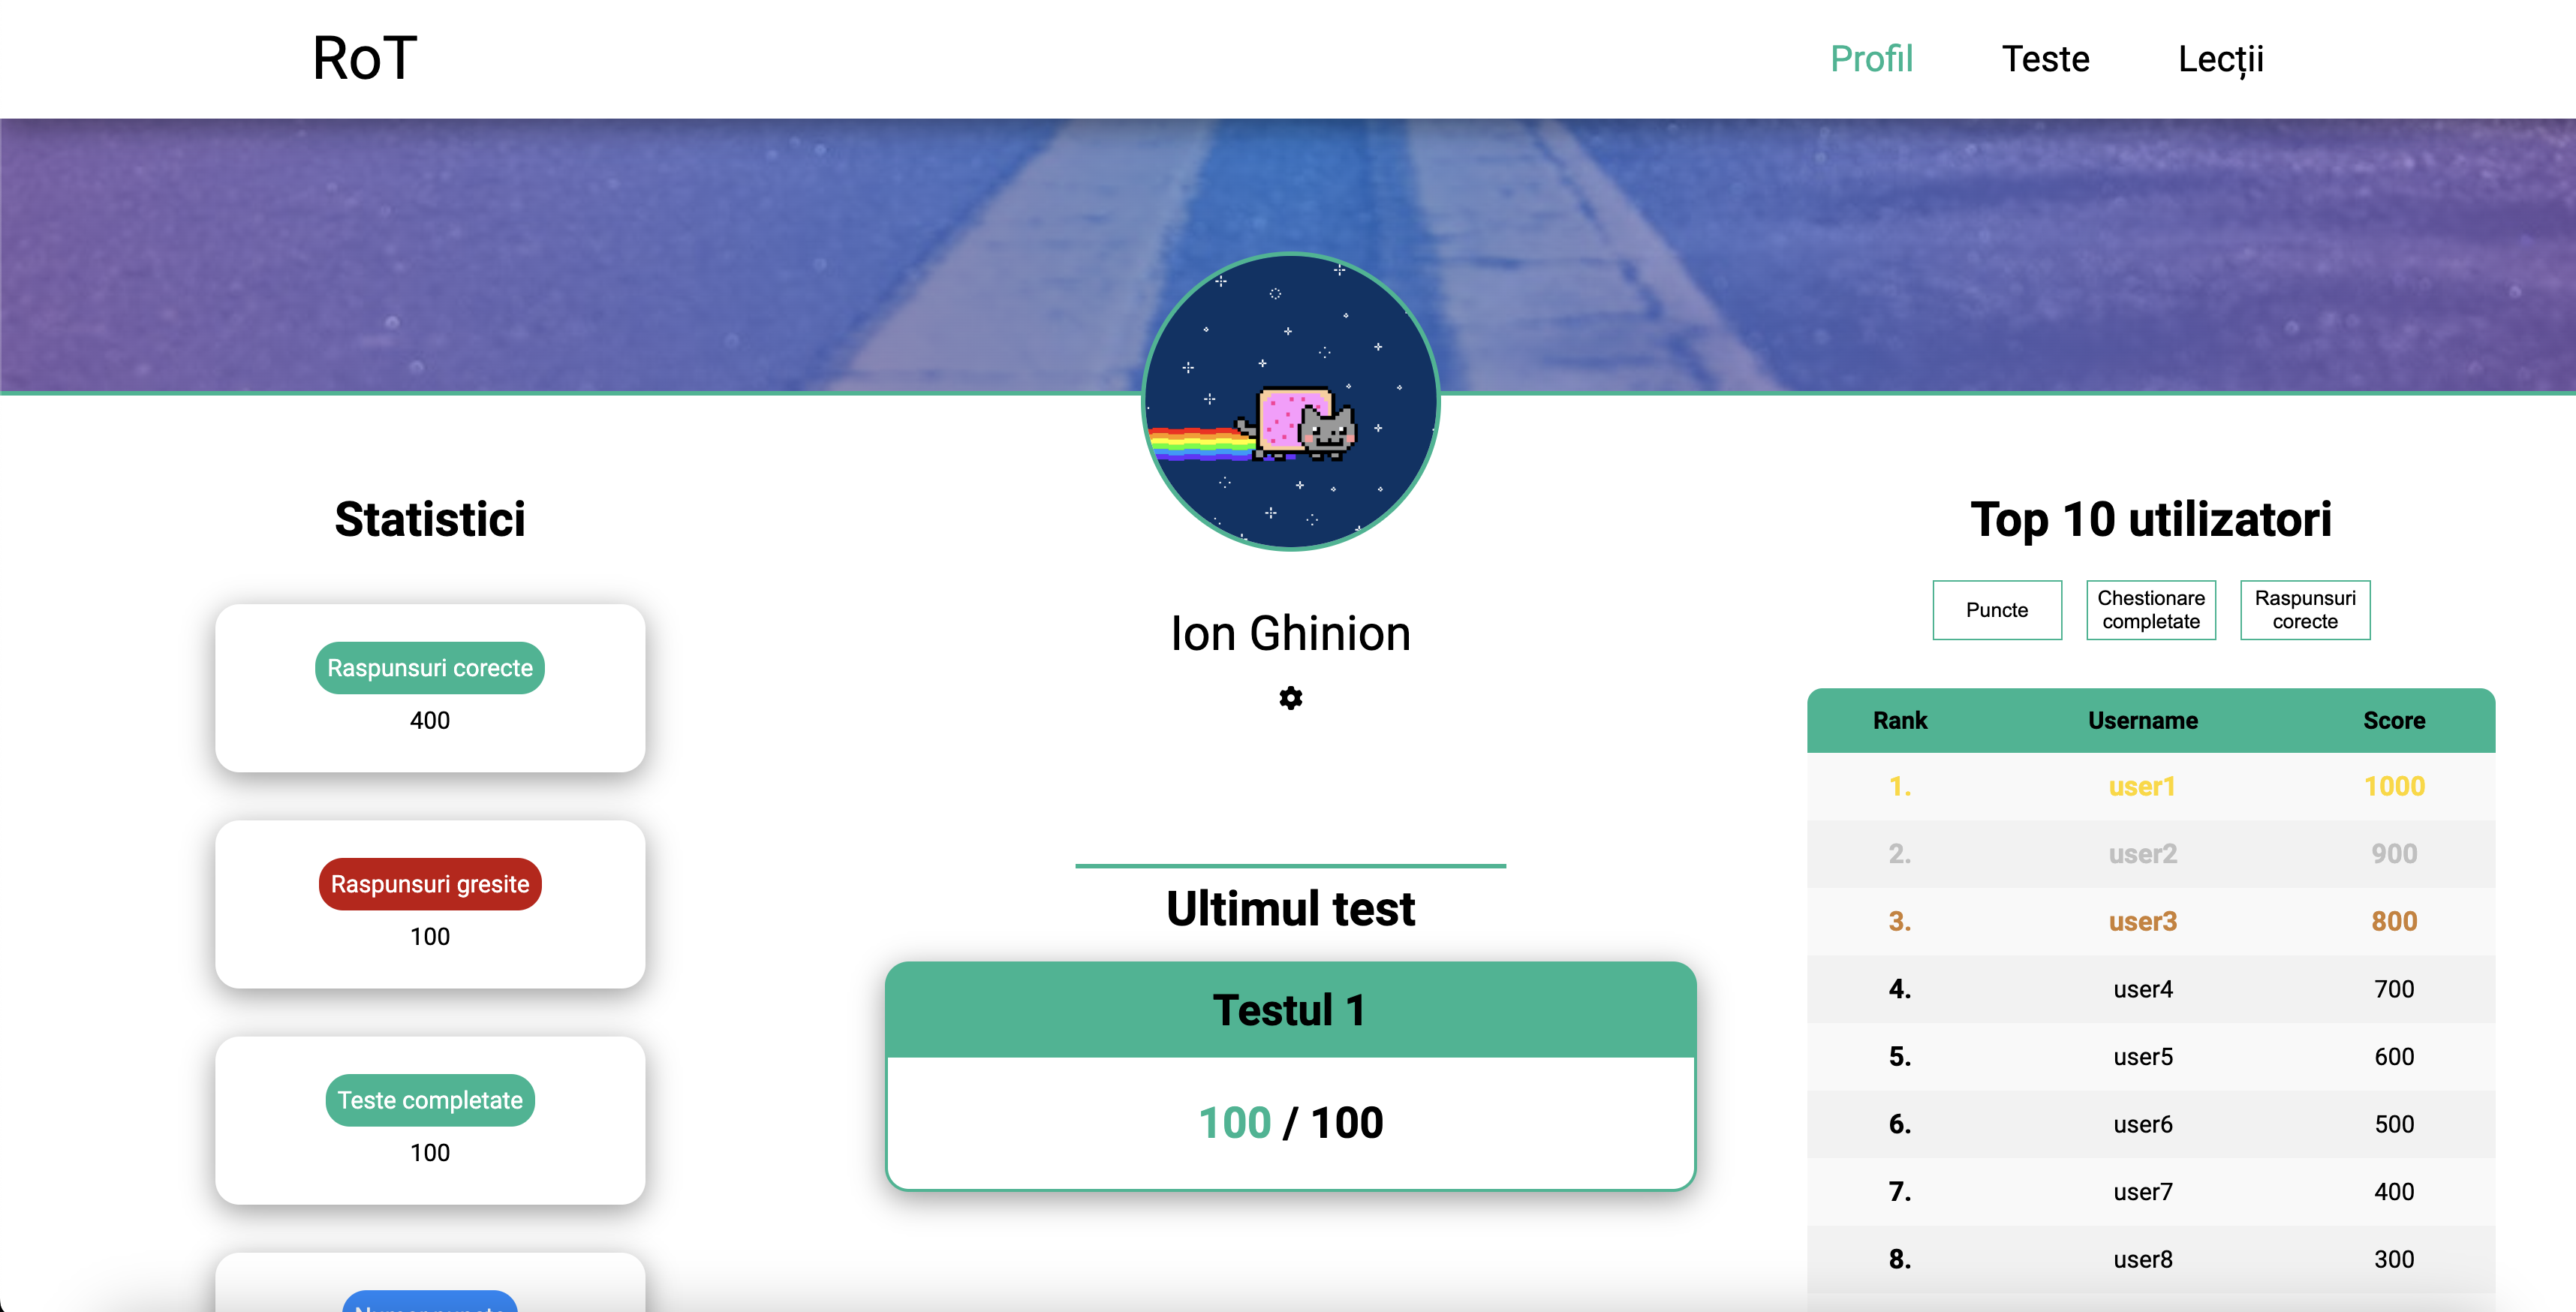 RoT
Profil Teste Lecții
Statistici
Raspunsuri corecte
400
Raspunsuri gresite
100
Teste completate
100
Ion Ghinion
Ultimul test
Testul 1
100 / 100
Top 10 utilizatori
Puncte
Chestionare
completate
Raspunsuri
corecte
Rank Username Score
1. user1 1000
2. user2 900
3. user3 800
4. user4 700
5. user5 600
6. user6 500
7. user7 400
8. user8 300